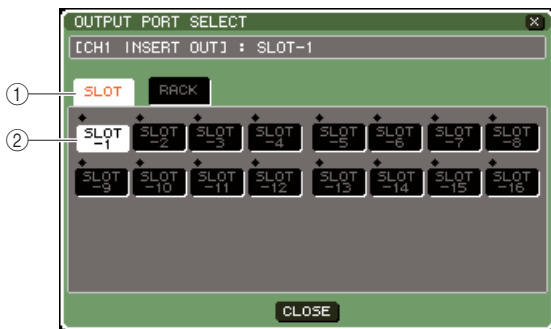 OUTPUT PORT SELECT
[CH1 INSERT OUT] : SLOT-1
① SLOT RACK
② SLOT -1 SLOT -2 SLOT -3 SLOT -4 SLOT -5 SLOT -6 SLOT -7 SLOT -8
SLOT -9 SLOT -10 SLOT -11 SLOT -12 SLOT -13 SLOT -14 SLOT -15 SLOT -16
CLOSE